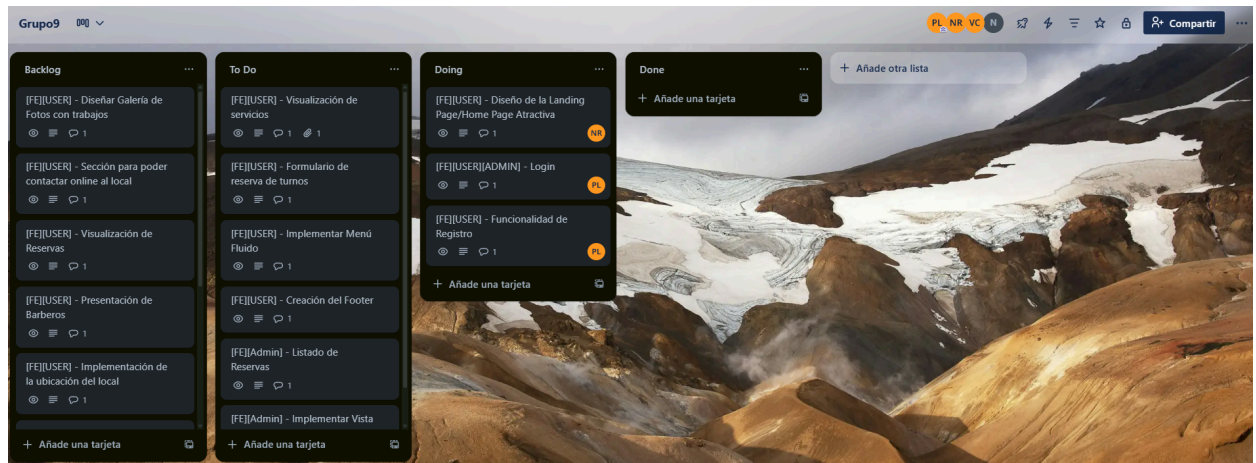 Grupo9
PL NR VC N
Compartir
Backlog
[FE][USER] - Diseñar Galería de
Fotos con trabajos
1
[FE][USER] - Sección para poder
contactar online al local
1
[FE][USER] - Visualización de
Reservas
1
[FE][USER] - Presentación de
Barberos
1
[FE][USER] - Implementación de
la ubicación del local
1
+ Añade una tarjeta
To Do
[FE][USER] - Visualización de
servicios
1 1
[FE][USER] - Formulario de
reserva de turnos
1
[FE][USER] - Implementar Menú
Fluido
1
[FE][USER] - Creación del Footer
1
[FE][Admin] - Listado de
Reservas
1
[FE][Admin] - Implementar Vista
+ Añade una tarjeta
Doing
[FE][USER] - Diseño de la Landing
Page/Home Page Atractiva
1 NR
[FE][USER][ADMIN] - Login
1 PL
[FE][USER] - Funcionalidad de
Registro
1 PL
+ Añade una tarjeta
Done
+ Añade una tarjeta
+ Añade otra lista